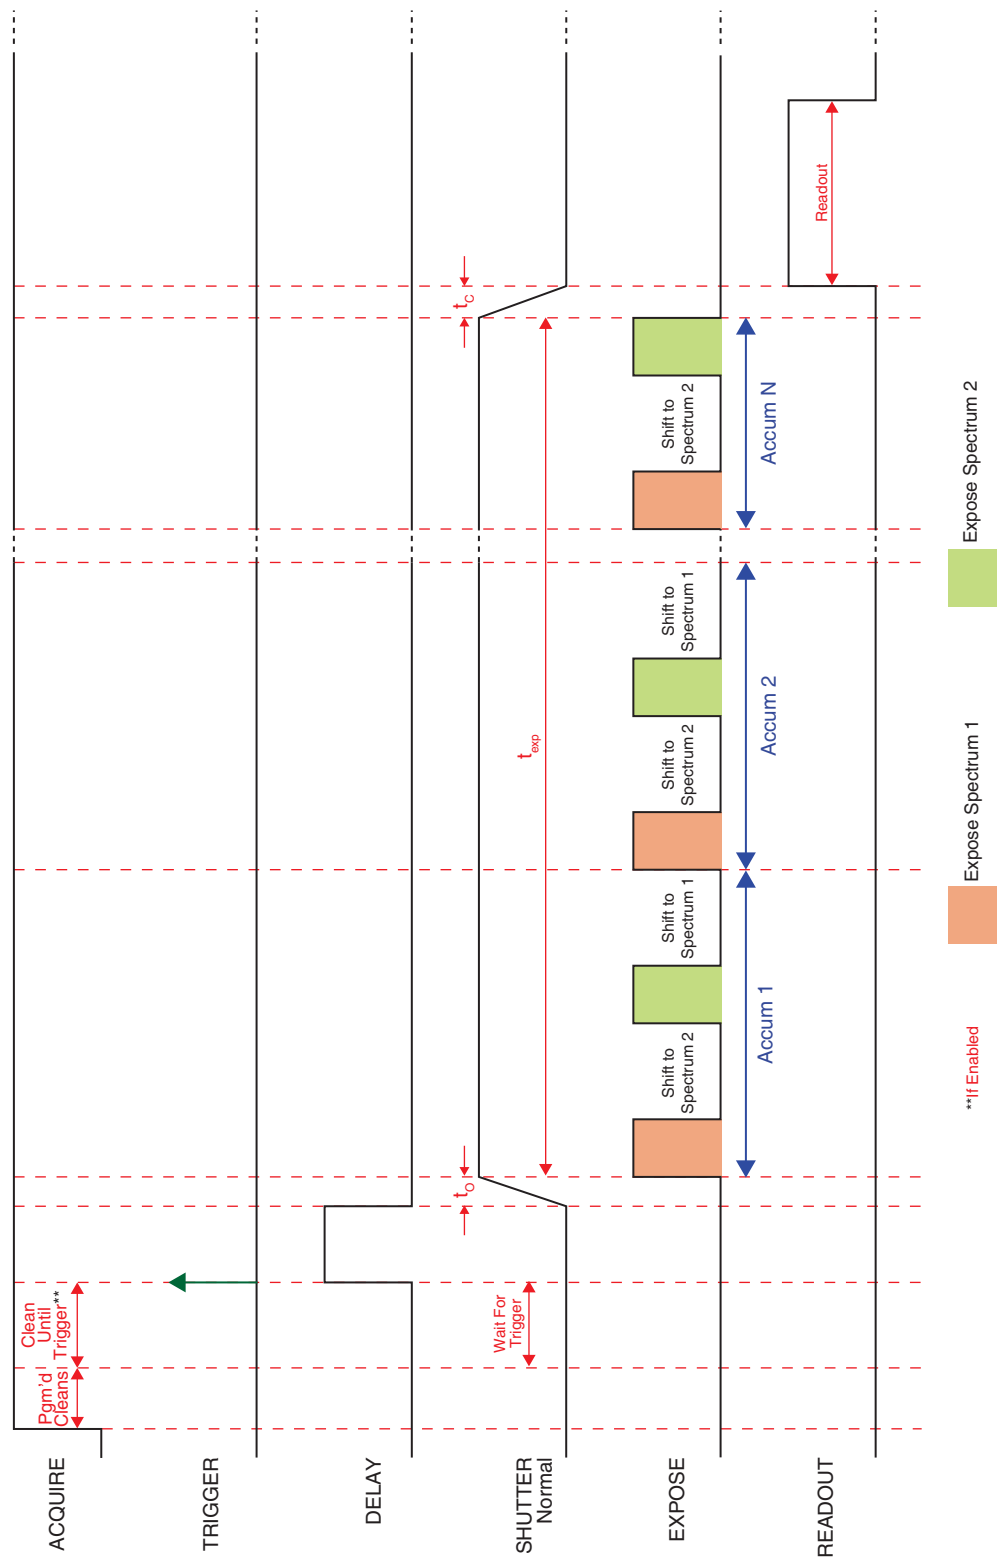 ACQUIRE
Pgm'd
Cleans
Clean
Until
Trigger**
TRIGGER
DELAY
SHUTTER
Normal
Wait For
Trigger
tO
texp
tC
EXPOSE
Shift to
Spectrum 2
Shift to
Spectrum 1
Shift to
Spectrum 2
Shift to
Spectrum 1
Shift to
Spectrum 2
Accum 1
Accum 2
Accum N
READOUT
Readout
**If Enabled
Expose Spectrum 1
Expose Spectrum 2